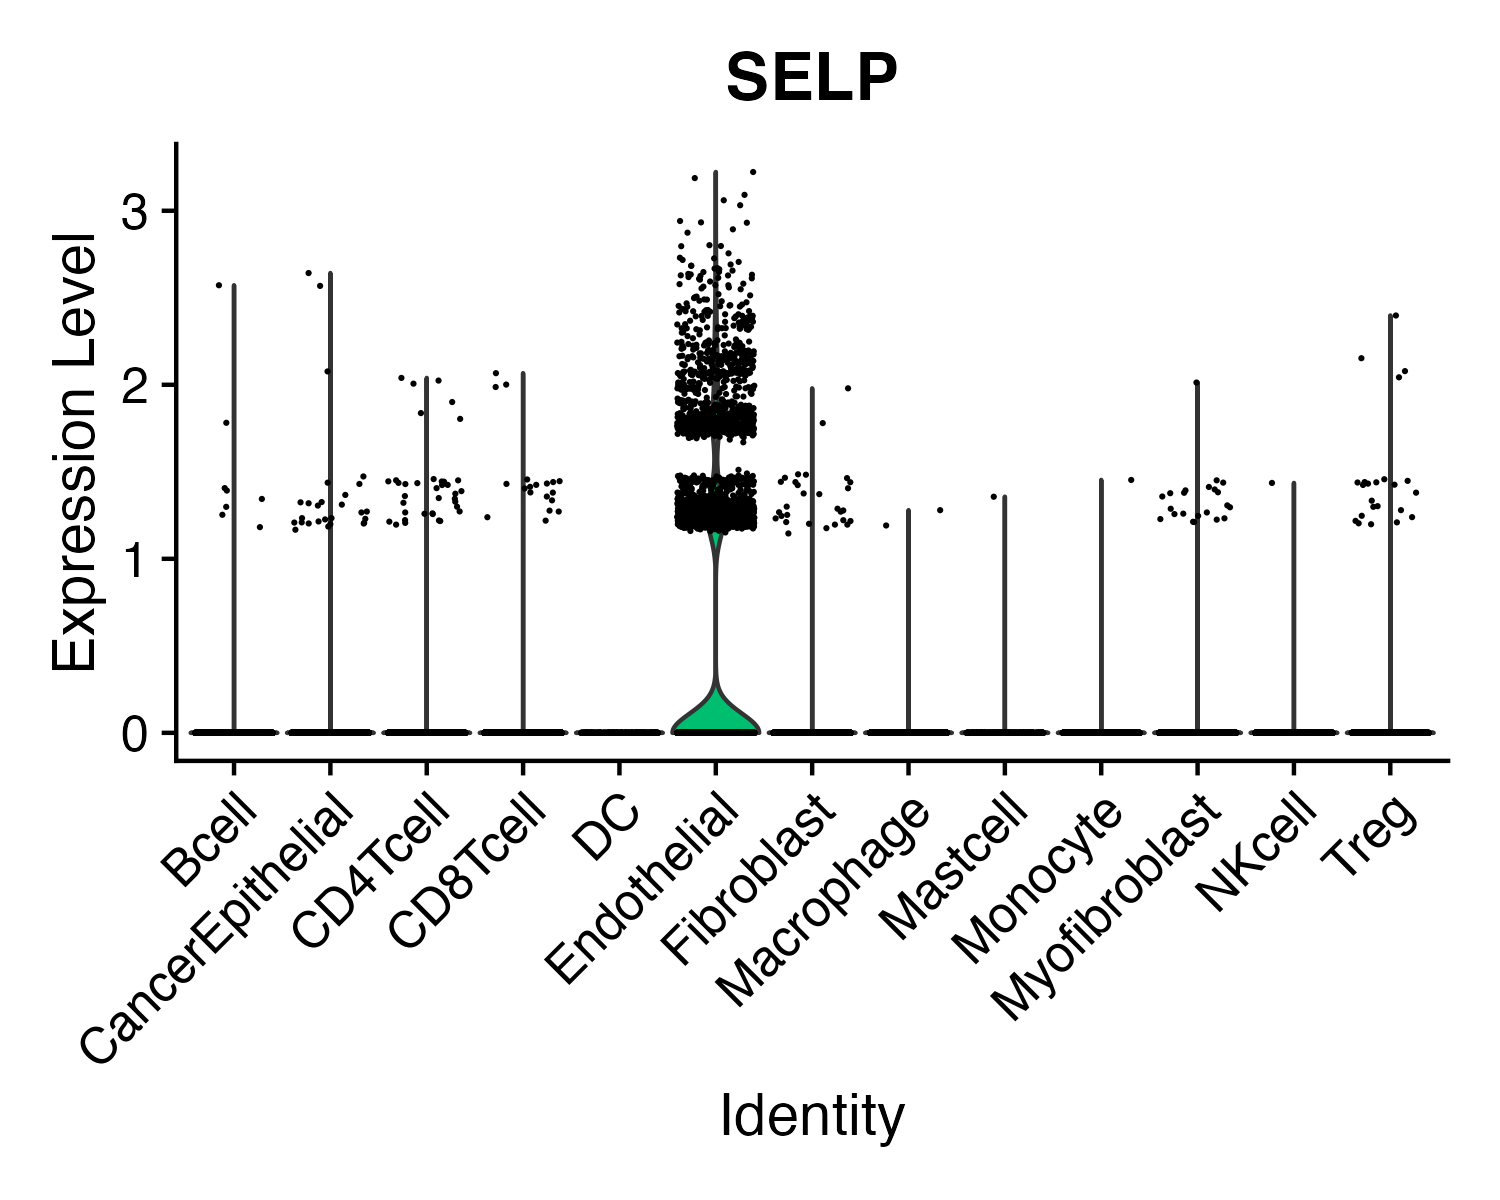 SELP
Expression Level
3
2
1
0
Bcell
CancerEpithelial
CD4Tcell
CD8Tcell
DC
Endothelial
Fibroblast
Macrophage
Mastcell
Monocyte
Myofibroblast
NKcell
Treg
Identity